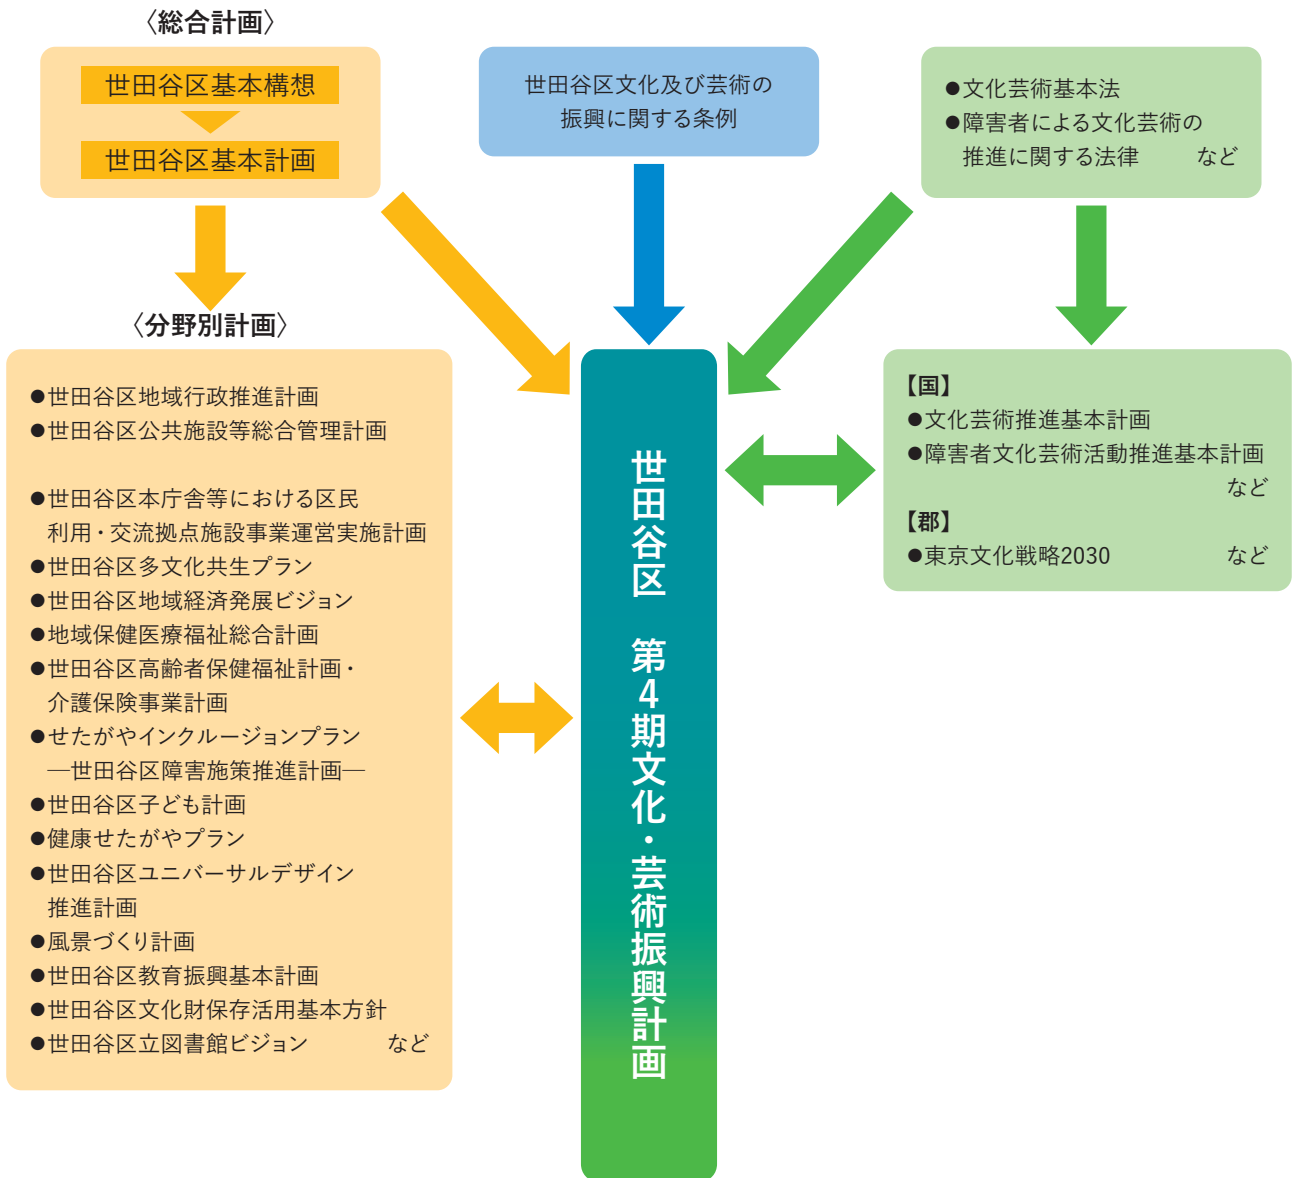 〈総合計画〉
世田谷区基本構想
世田谷区基本計画
世田谷区文化及び芸術の
振興に関する条例
●文化芸術基本法
●障害者による文化芸術の
推進に関する法律 など
〈分野別計画〉
●世田谷区地域行政推進計画
●世田谷区公共施設等総合管理計画
●世田谷区本庁舎等における区民
利用・交流拠点施設事業運営実施計画
●世田谷区多文化共生プラン
●世田谷区地域経済発展ビジョン
●地域保健医療福祉総合計画
●世田谷区高齢者保健福祉計画・
介護保険事業計画
●せたがやインクルージョンプラン
―世田谷区障害施策推進計画―
●世田谷区子ども計画
●健康せたがやプラン
●世田谷区ユニバーサルデザイン
推進計画
●風景づくり計画
●世田谷区教育振興基本計画
●世田谷区文化財保存活用基本方針
●世田谷区立図書館ビジョン など
世田谷区 第4期文化・芸術振興計画
【国】
●文化芸術推進基本計画
●障害者文化芸術活動推進基本計画
など
【郡】
●東京文化戦略2030 など